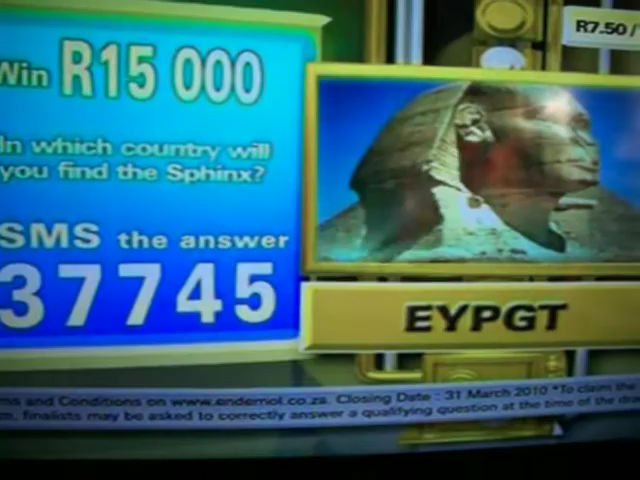 Win R15 000
R7.50 /
In which country will
you find the Sphinx?
SMS the answer
37745
EYPGT
ms and Conditions on www.endemol.co.za. Closing Date : 31 March 2010 *To claim the
finalists may be asked to correctly answer a qualifying question at the time of the